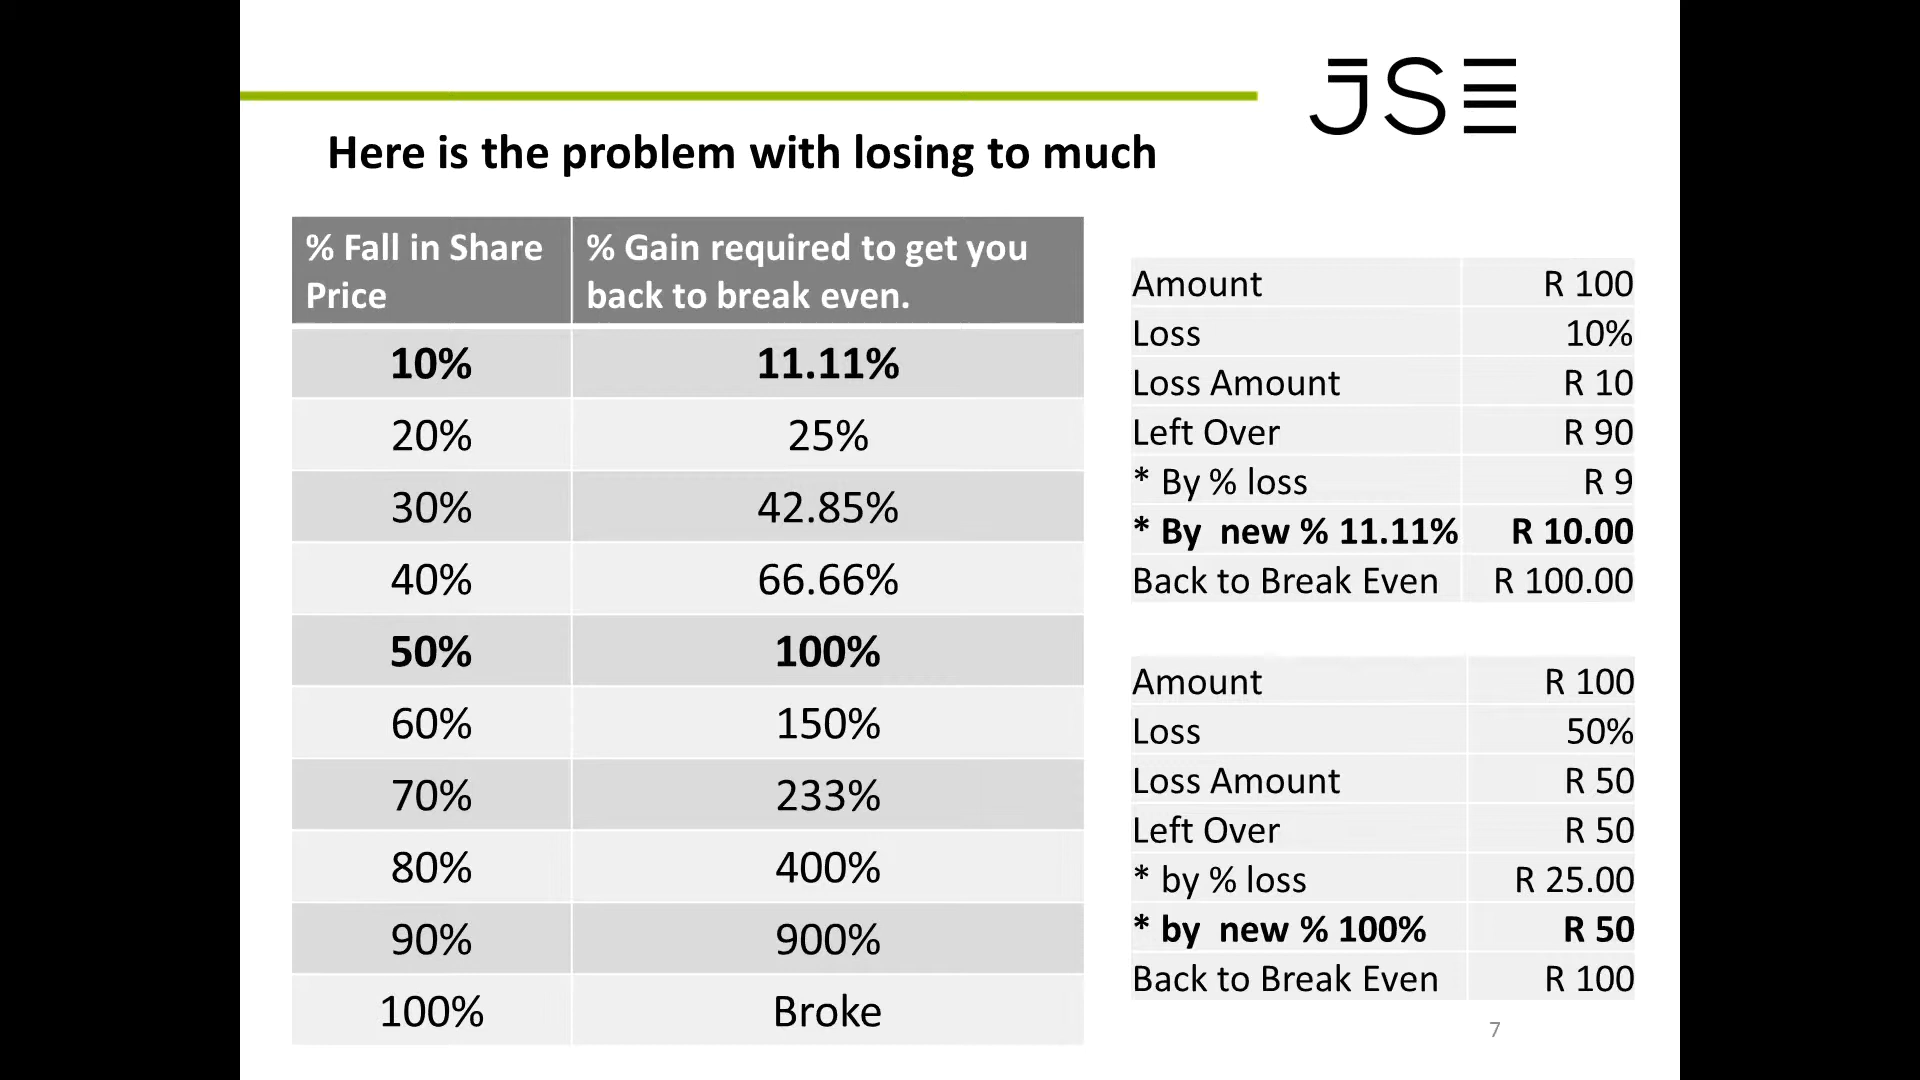 JSE
Here is the problem with losing to much
% Fall in Share % Gain required to get you
Price back to break even.
10% 11.11%
20% 25%
30% 42.85%
40% 66.66%
50% 100%
60% 150%
70% 233%
80% 400%
90% 900%
100% Broke
Amount R 100
Loss 10%
Loss Amount R 10
Left Over R 90
* By % loss R 9
* By new % 11.11% R 10.00
Back to Break Even R 100.00
Amount R 100
Loss 50%
Loss Amount R 50
Left Over R 50
* by % loss R 25.00
* by new % 100% R 50
Back to Break Even R 100
7